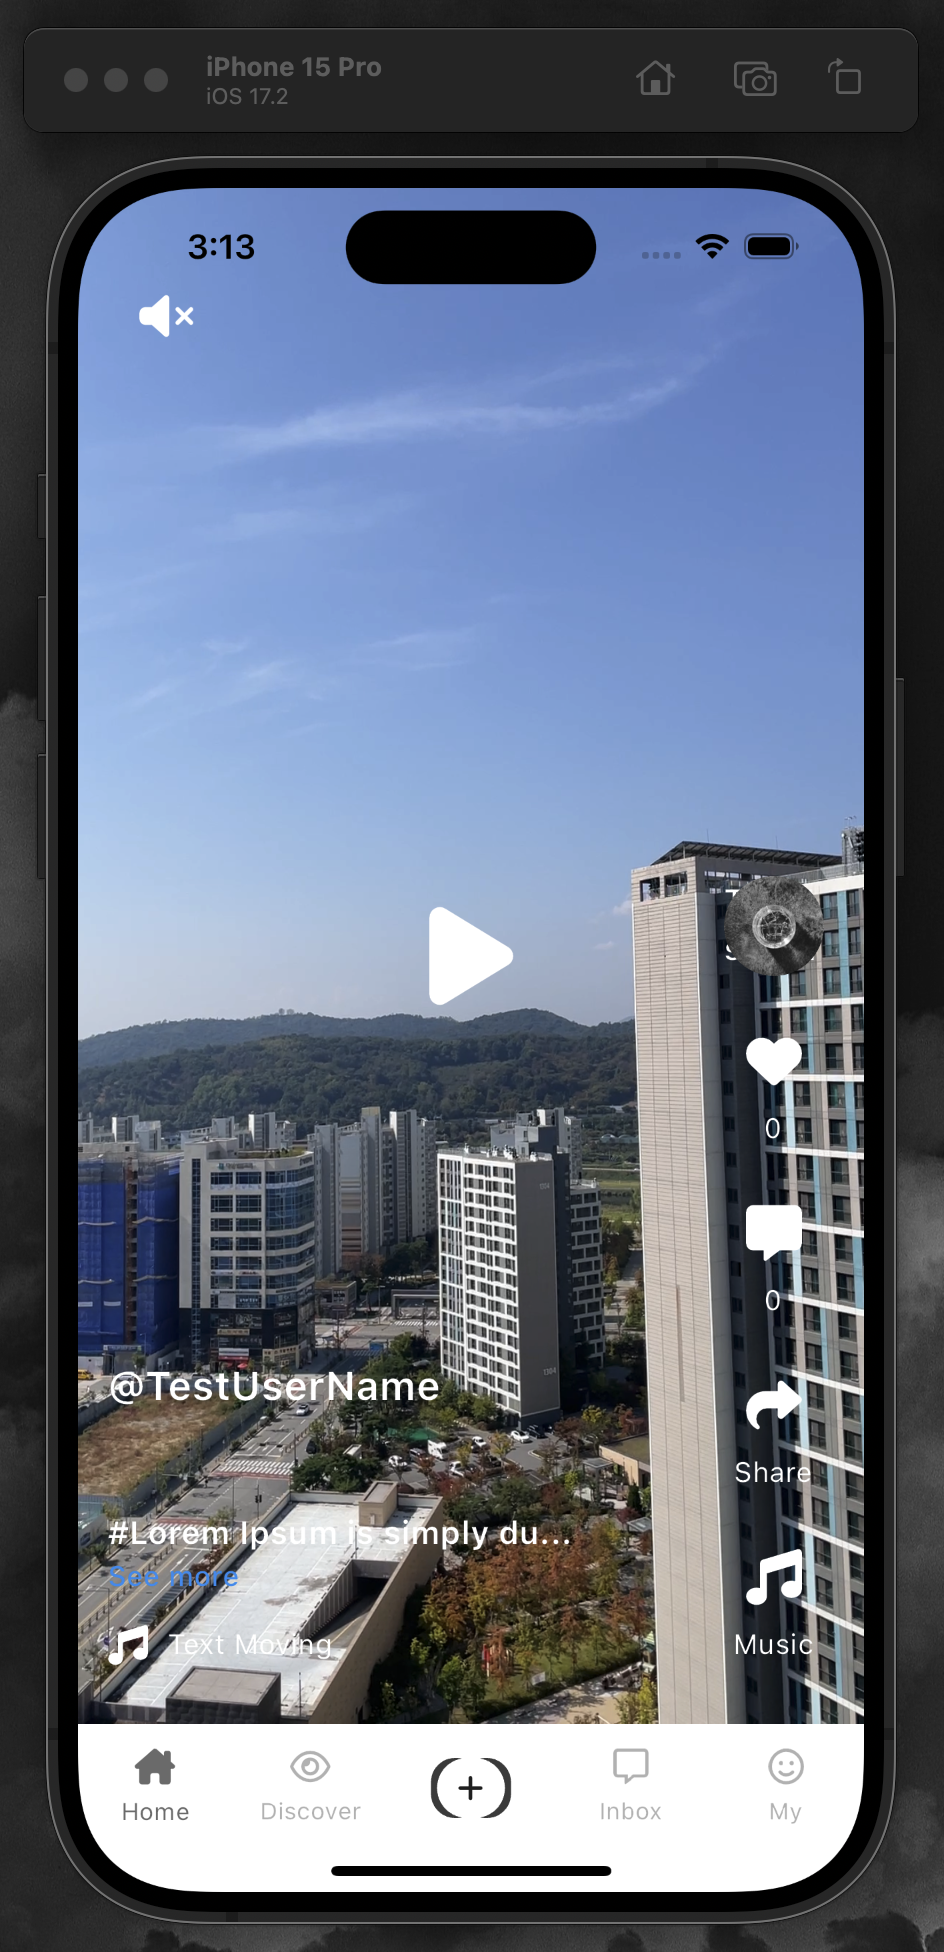 iPhone 15 Pro
iOS 17.2
3:13
0
0
@TestUserName
Share
#Lorem Ipsum is simply du...
See more
Text Moving
Music
Home
Discover
Inbox
My